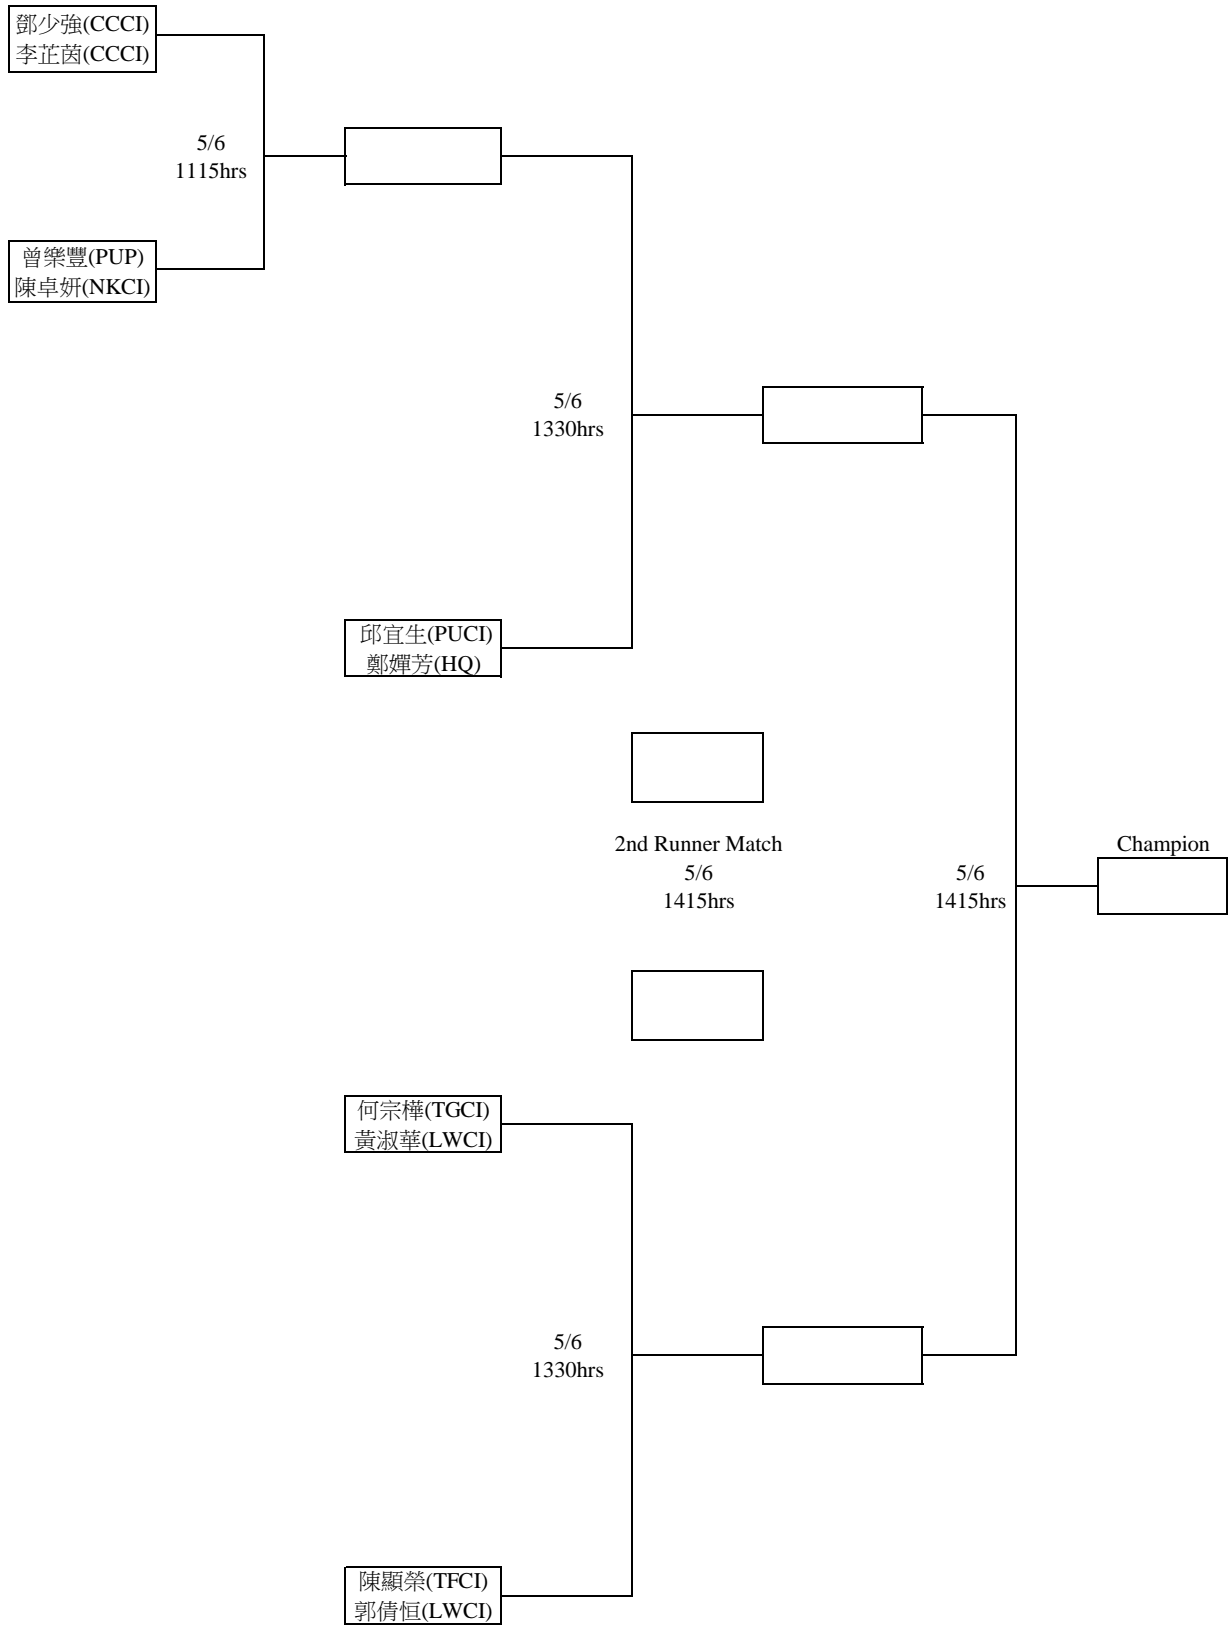 鄧少強(CCCI)
李芷茵(CCCI)
5/6
1115hrs
曾樂豐(PUP)
陳卓妍(NKCI)
5/6
1330hrs
邱宜生(PUCI)
鄭嬋芳(HQ)
2nd Runner Match
5/6
1415hrs
5/6
1415hrs
Champion
何宗樺(TGCI)
黃淑華(LWCI)
5/6
1330hrs
陳顯榮(TFCI)
郭倩恒(LWCI)